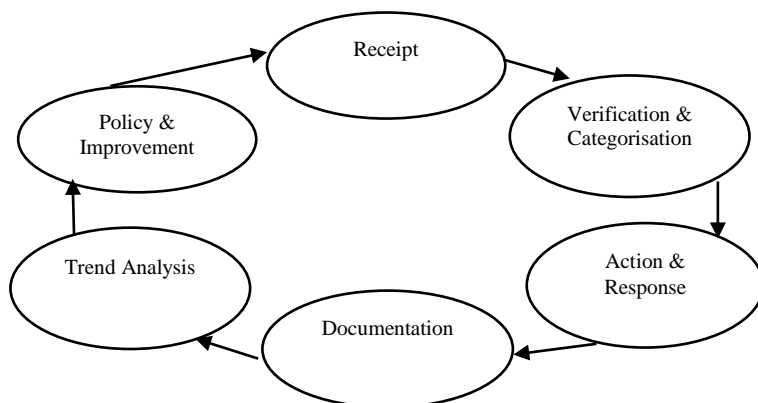 Receipt
Verification &
Categorisation
Action &
Response
Documentation
Trend Analysis
Policy &
Improvement